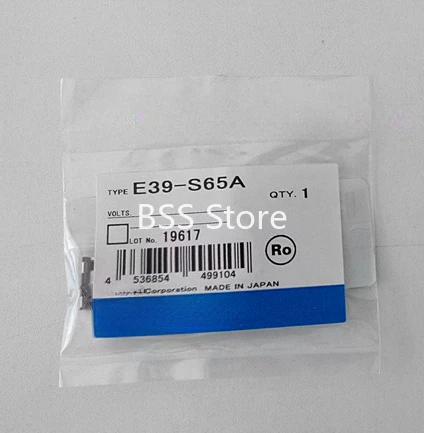 BSS Store
TYPE E39-S65A QTY. 1
VOLTS.
LOT No. 19617
Ro
4 536854 499104
Corporation MADE IN JAPAN